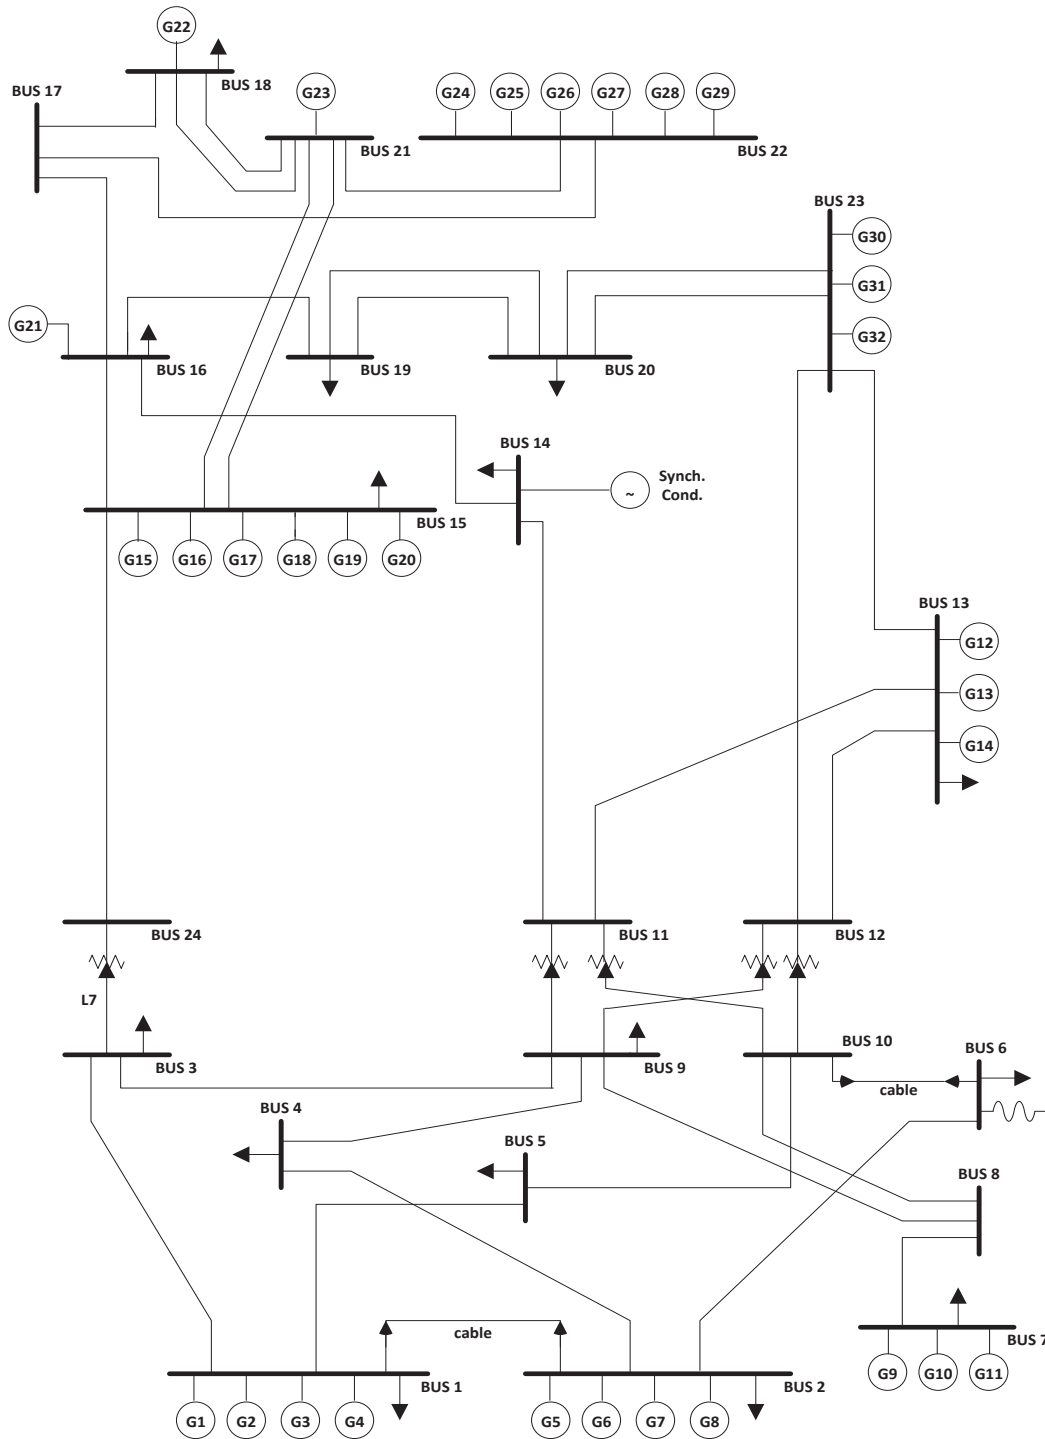 G22
BUS 18
BUS 17
G23
G24
G25
G26
G27
G28
G29
BUS 21
BUS 22
BUS 23
G30
G31
G32
G21
BUS 16
BUS 19
BUS 20
BUS 14
Synch.
Cond.
~
BUS 15
G15
G16
G17
G18
G19
G20
BUS 13
G12
G13
G14
BUS 24
BUS 11
BUS 12
L7
BUS 3
BUS 9
BUS 10
BUS 6
cable
BUS 4
BUS 5
BUS 8
cable
BUS 7
BUS 1
BUS 2
G9
G10
G11
G1
G2
G3
G4
G5
G6
G7
G8